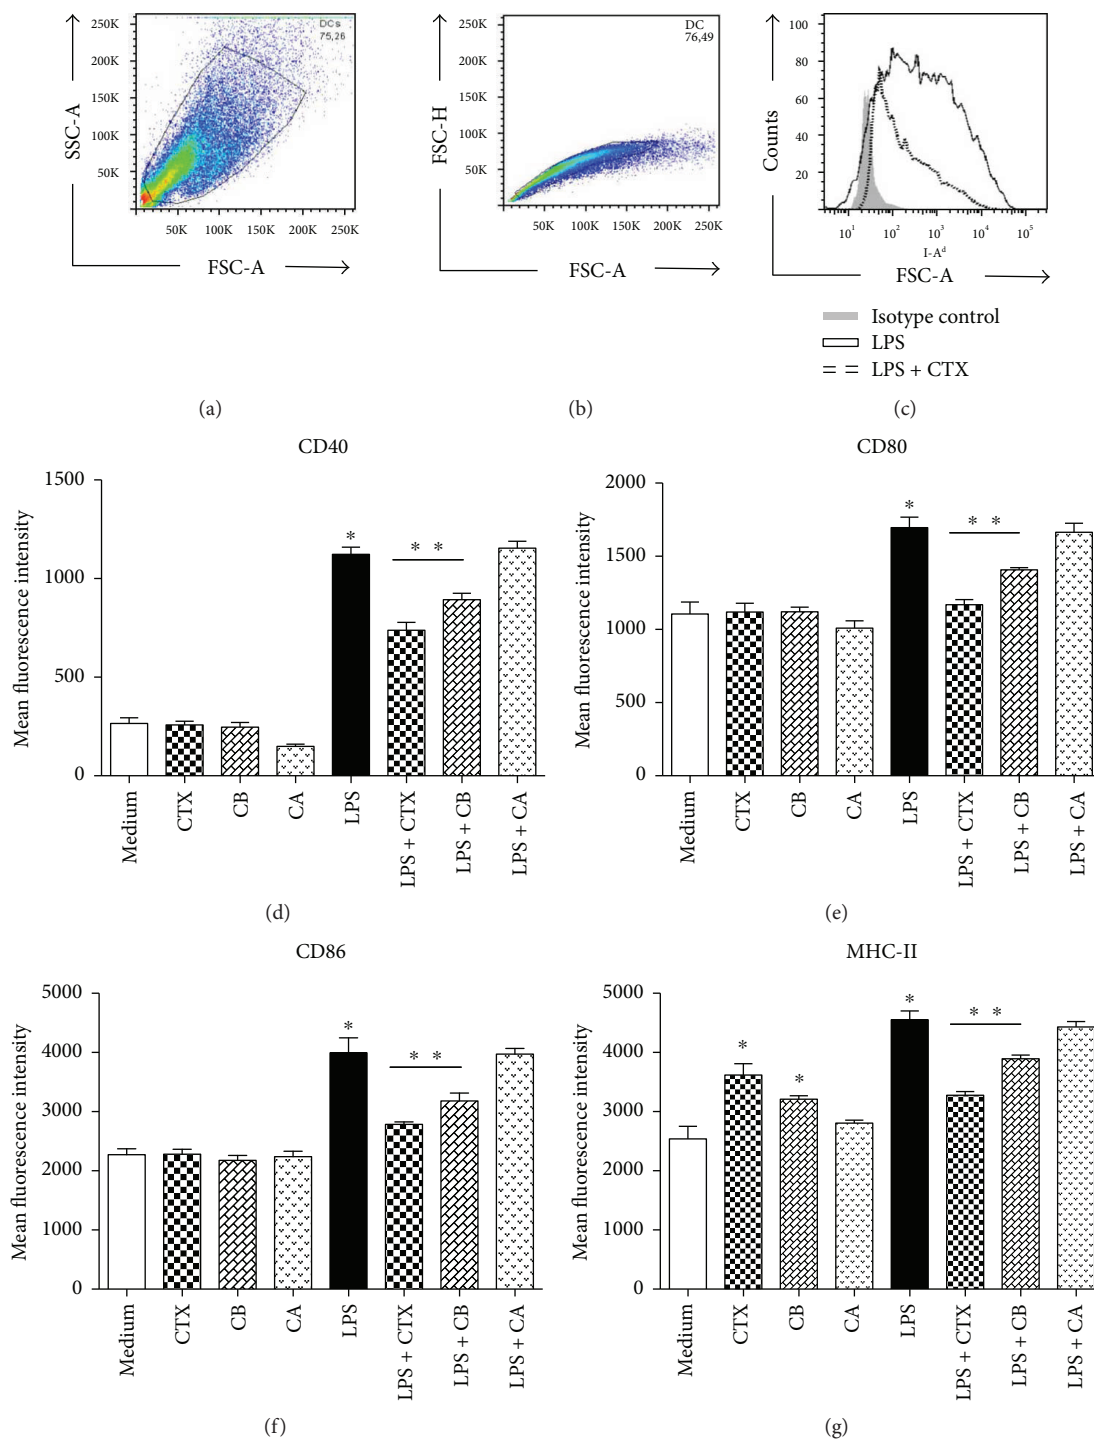 250K
200K
150K
100K
50K
SSC-A
DCs
75,26
50K 100K 150K 200K 250K
FSC-A
(a)
250K
200K
150K
100K
50K
FSC-H
DC
76,49
50K 100K 150K 200K 250K
FSC-A
(b)
100
80
60
40
20
Counts
10¹ 10² 10³ 10⁴ 10⁵
I-Aᵈ
FSC-A
Isotype control
LPS
LPS + CTX
(c)
CD40
Mean fluorescence intensity
1500
1000
500
0
*
* *
Medium
CTX
CB
CA
LPS
LPS + CTX
LPS + CB
LPS + CA
(d)
CD80
Mean fluorescence intensity
2000
1500
1000
500
0
*
* *
Medium
CTX
CB
CA
LPS
LPS + CTX
LPS + CB
LPS + CA
(e)
CD86
Mean fluorescence intensity
5000
4000
3000
2000
1000
0
*
* *
Medium
CTX
CB
CA
LPS
LPS + CTX
LPS + CB
LPS + CA
(f)
MHC-II
Mean fluorescence intensity
5000
4000
3000
2000
1000
0
*
*
*
* *
Medium
CTX
CB
CA
LPS
LPS + CTX
LPS + CB
LPS + CA
(g)